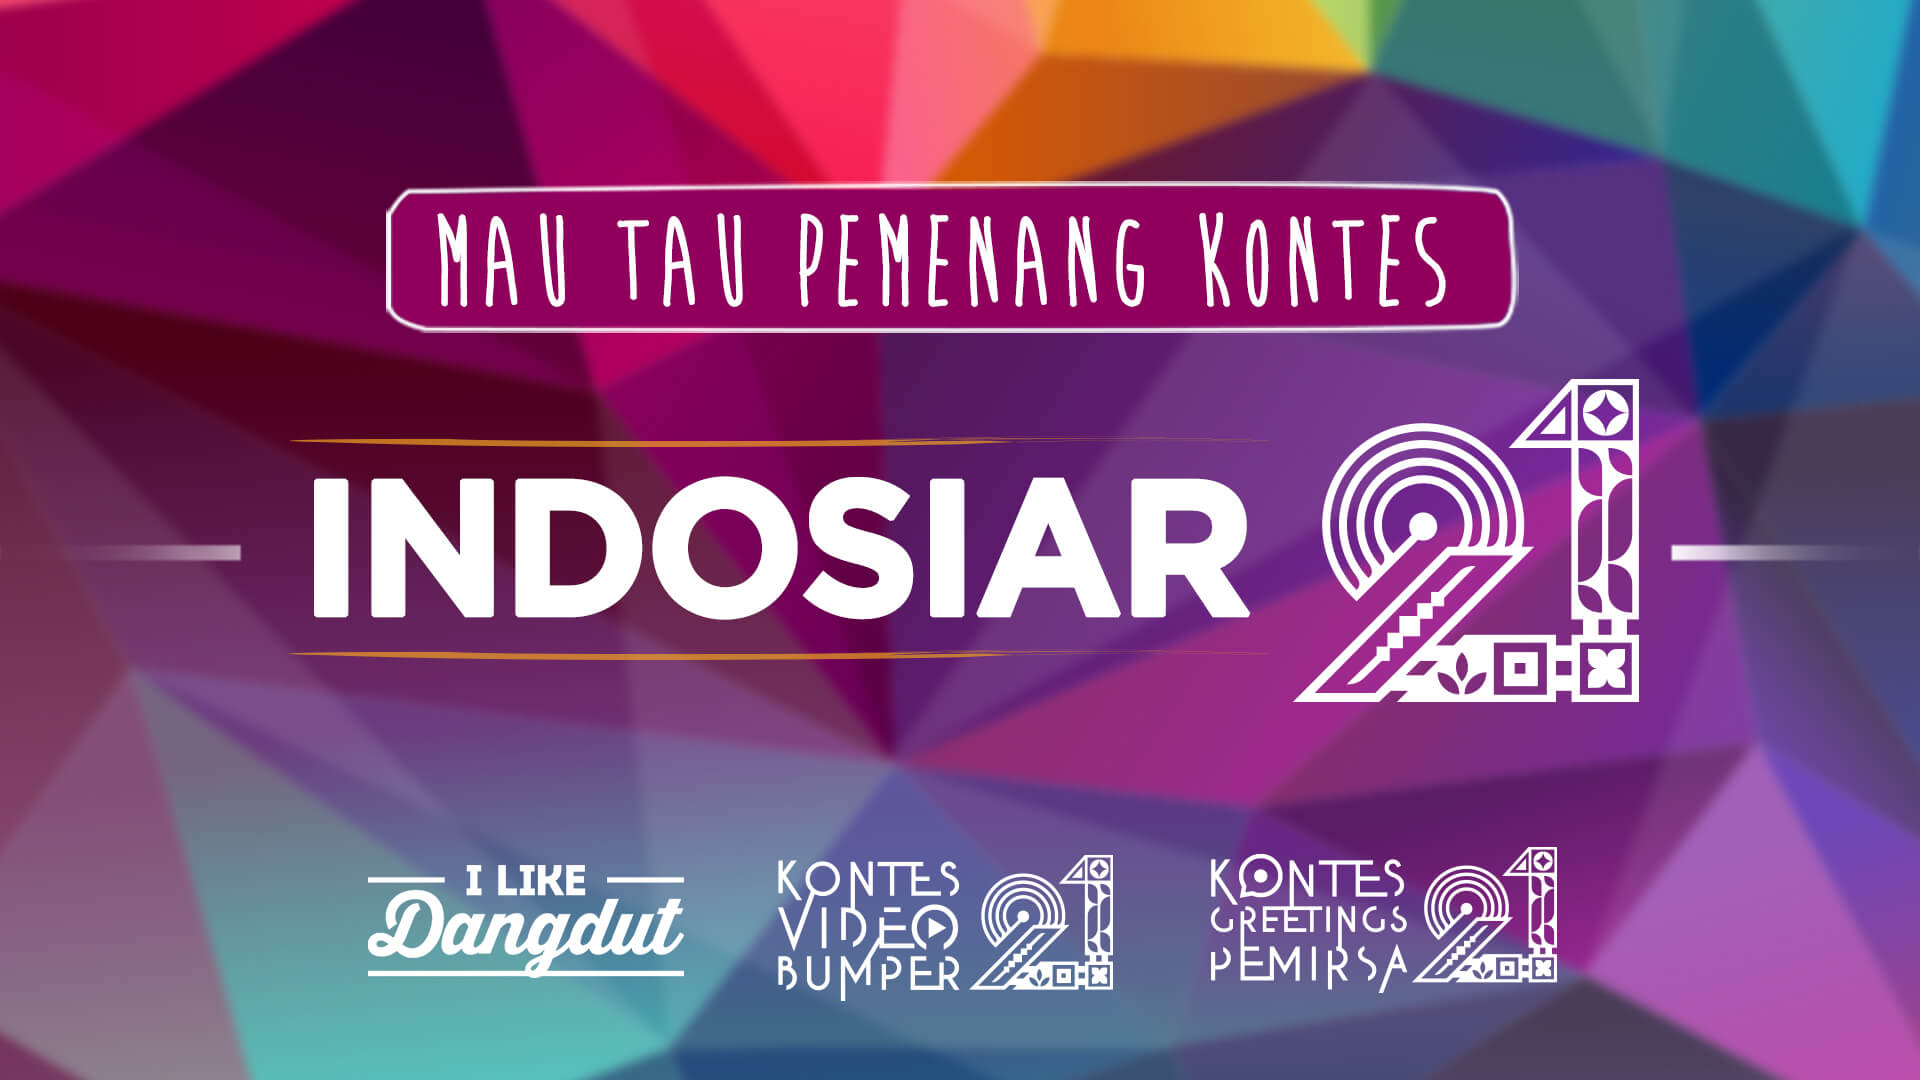 MAU TAU PEMENANG KONTES
INDOSIAR 21
I LIKE
Dangdut
KONTES
VIDEO
BUMPER 21
KONTES
GREETINGS
PEMIRSA 21